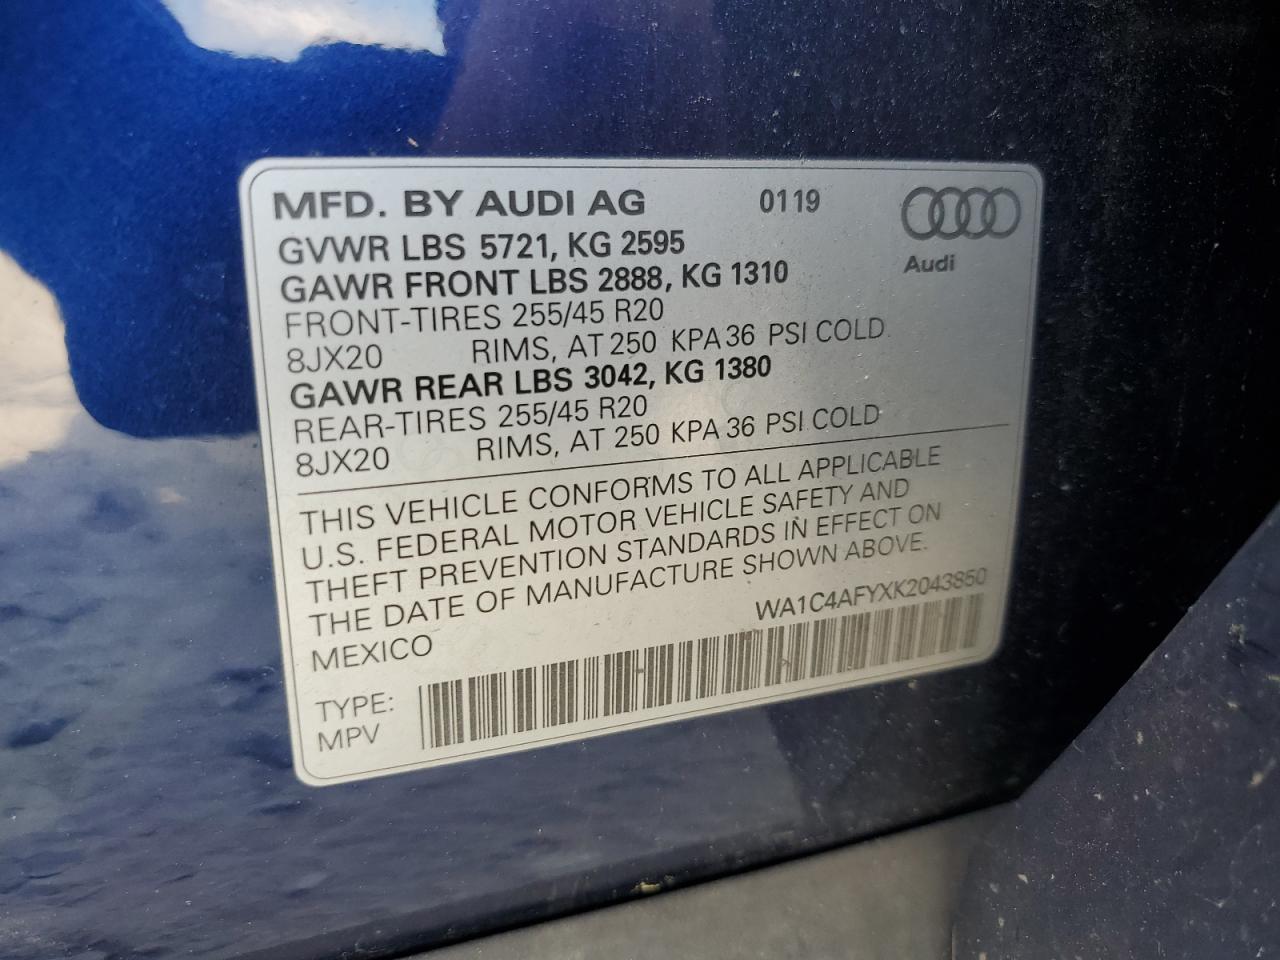 MFD. BY AUDI AG 0119
Audi
GVWR LBS 5721, KG 2595
GAWR FRONT LBS 2888, KG 1310
FRONT-TIRES 255/45 R20
8JX20 RIMS, AT 250 KPA 36 PSI COLD
GAWR REAR LBS 3042, KG 1380
REAR-TIRES 255/45 R20
8JX20 RIMS, AT 250 KPA 36 PSI COLD
THIS VEHICLE CONFORMS TO ALL APPLICABLE
U.S. FEDERAL MOTOR VEHICLE SAFETY AND
THEFT PREVENTION STANDARDS IN EFFECT ON
THE DATE OF MANUFACTURE SHOWN ABOVE.
MEXICO WA1C4AFYXK2043850
TYPE:
MPV